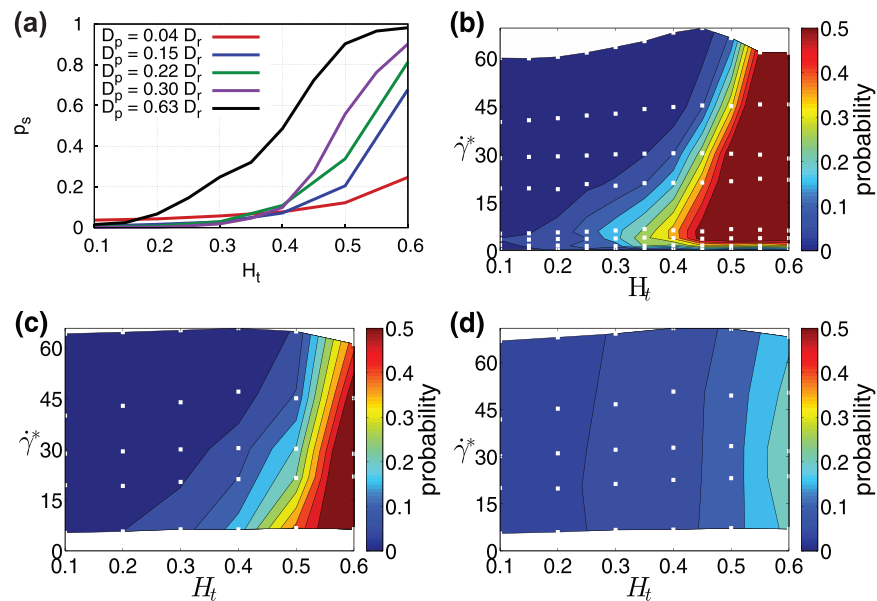 (a)
D_p = 0.04 D_r
D_p = 0.15 D_r
D_p = 0.22 D_r
D_p = 0.30 D_r
D_p = 0.63 D_r
1
0.8
0.6
0.4
0.2
0
p_s
0.1 0.2 0.3 0.4 0.5 0.6
H_t
(b)
60
45
30
15
0
γ̇*
0.1 0.2 0.3 0.4 0.5 0.6
H_t
0.5
0.4
0.3
0.2
0.1
0
probability
(c)
60
45
30
15
0
γ̇*
0.1 0.2 0.3 0.4 0.5 0.6
H_t
0.5
0.4
0.3
0.2
0.1
0
probability
(d)
60
45
30
15
0
γ̇*
0.1 0.2 0.3 0.4 0.5 0.6
H_t
0.5
0.4
0.3
0.2
0.1
0
probability